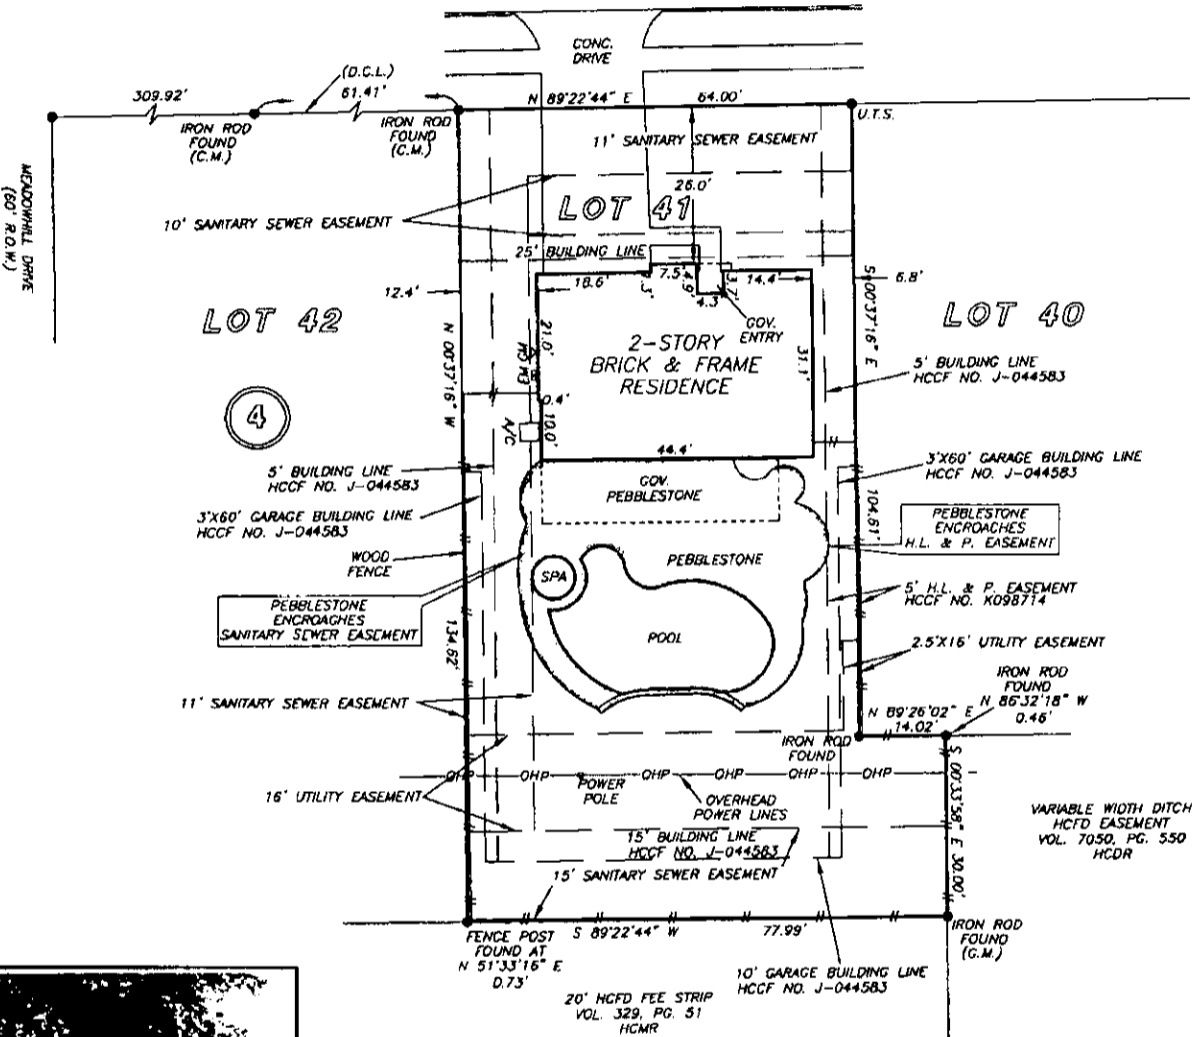 CONC.
DRIVE
(D.C.L.)
309.92'
61.41'
N 89°22'44" E
64.00'
IRON ROD
FOUND
(C.M.)
IRON ROD
FOUND
(C.M.)
U.T.S.
11' SANITARY SEWER EASEMENT
MEADOWHILL DRIVE
(60' R.O.W.)
26.0'
10' SANITARY SEWER EASEMENT
LOT 41
25' BUILDING LINE
18.6'
7.5'
4.9'
4.3'
3.7'
14.4'
6.8'
12.4'
LOT 42
LOT 40
S 00°37'16" E
N 00°37'16" W
21.0'
COV.
ENTRY
2-STORY
BRICK & FRAME
RESIDENCE
31.1'
5' BUILDING LINE
HCCF NO. J-044583
4
0.4'
10.0'
A/C
44.4'
5' BUILDING LINE
HCCF NO. J-044583
3'X60' GARAGE BUILDING LINE
HCCF NO. J-044583
COV.
PEBBLESTONE
3'X60' GARAGE BUILDING LINE
HCCF NO. J-044583
104.61'
PEBBLESTONE
ENCROACHES
H.L. & P. EASEMENT
WOOD
FENCE
PEBBLESTONE
SPA
PEBBLESTONE
ENCROACHES
SANITARY SEWER EASEMENT
5' H.L. & P. EASEMENT
HCCF NO. K098714
134.62'
POOL
2.5'X16' UTILITY EASEMENT
11' SANITARY SEWER EASEMENT
IRON ROD
FOUND
N 86°32'18" W
0.46'
N 89°26'02" E
14.02'
IRON ROD
FOUND
OHP OHP OHP OHP OHP OHP
POWER
POLE
OVERHEAD
POWER LINES
16' UTILITY EASEMENT
S 00°33'58" E 30.00'
VARIABLE WIDTH DITCH
HCFD EASEMENT
VOL. 7050, PG. 550
HCDR
15' BUILDING LINE
HCCF NO. J-044583
15' SANITARY SEWER EASEMENT
FENCE POST
FOUND AT
N 51°33'16" E
0.73'
S 89°22'44" W
77.99'
IRON ROD
FOUND
(C.M.)
10' GARAGE BUILDING LINE
HCCF NO. J-044583
20' HCFD FEE STRIP
VOL. 329, PG. 51
HCMR